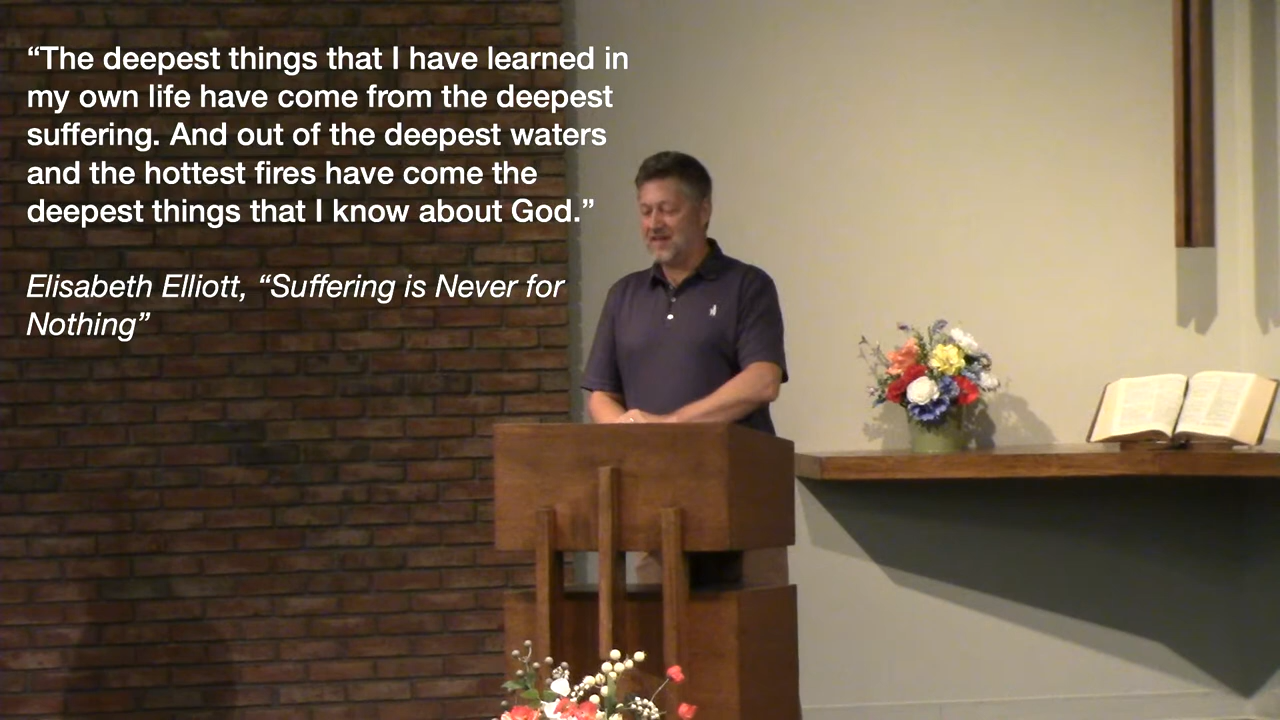 “The deepest things that I have learned in
my own life have come from the deepest
suffering. And out of the deepest waters
and the hottest fires have come the
deepest things that I know about God.”
Elisabeth Elliott, “Suffering is Never for
Nothing”